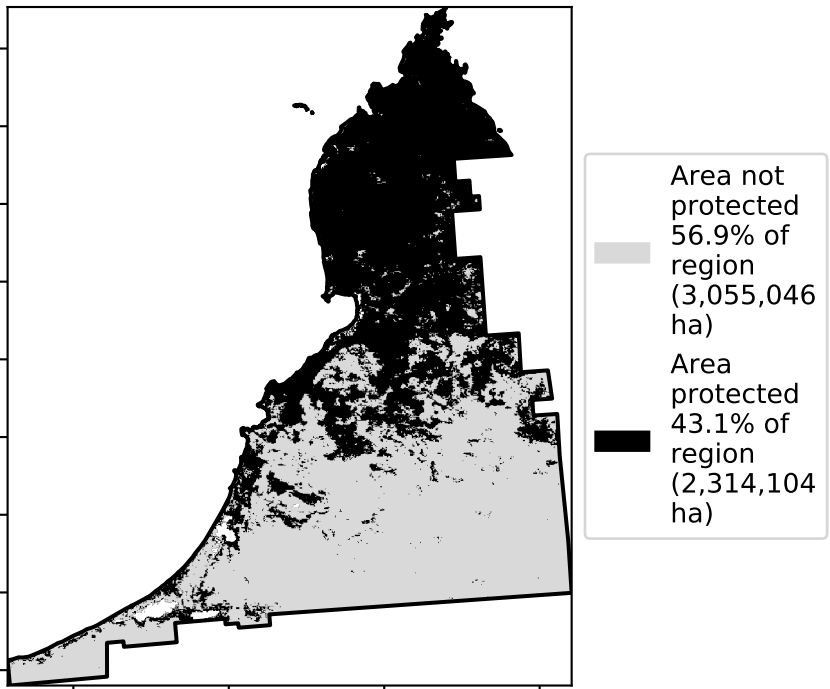 Area not
protected
56.9% of
region
(3,055,046
ha)
Area
protected
43.1% of
region
(2,314,104
ha)